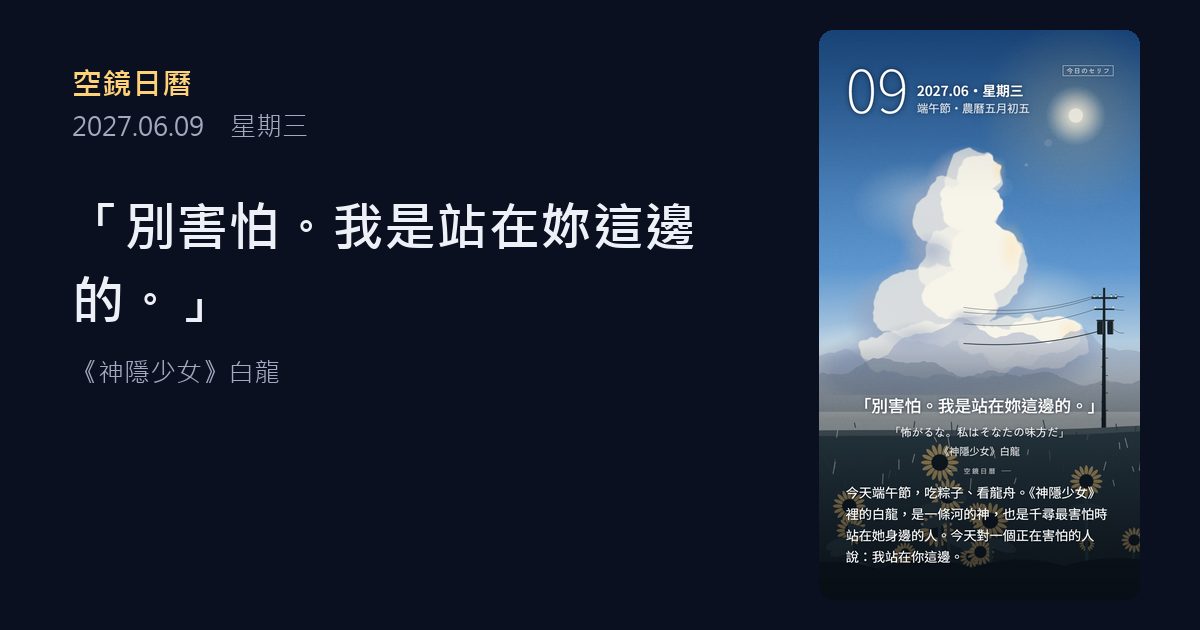 空鏡日曆
2027.06.09 星期三
「別害怕。我是站在妳這邊
的。」
《神隱少女》白龍
今日のセリフ
09
2027.06・星期三
端午節・農曆五月初五
「別害怕。我是站在妳這邊的。」
「怖がるな。私はそなたの味方だ」
《神隱少女》白龍
空鏡日曆
今天端午節，吃粽子、看龍舟。《神隱少女》
裡的白龍，是一條河的神，也是千尋最害怕時
站在她身邊的人。今天對一個正在害怕的人
說：我站在你這邊。